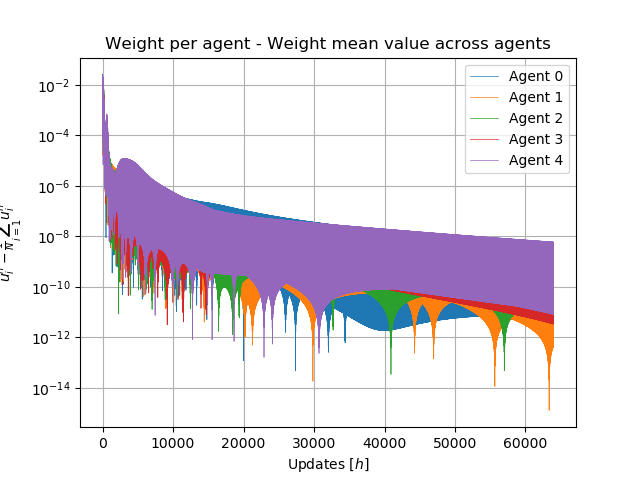 Weight per agent - Weight mean value across agents
Agent 0
Agent 1
Agent 2
Agent 3
Agent 4
10⁻²
10⁻⁴
10⁻⁶
10⁻⁸
10⁻¹⁰
10⁻¹²
10⁻¹⁴
0 10000 20000 30000 40000 50000 60000
Updates [h]